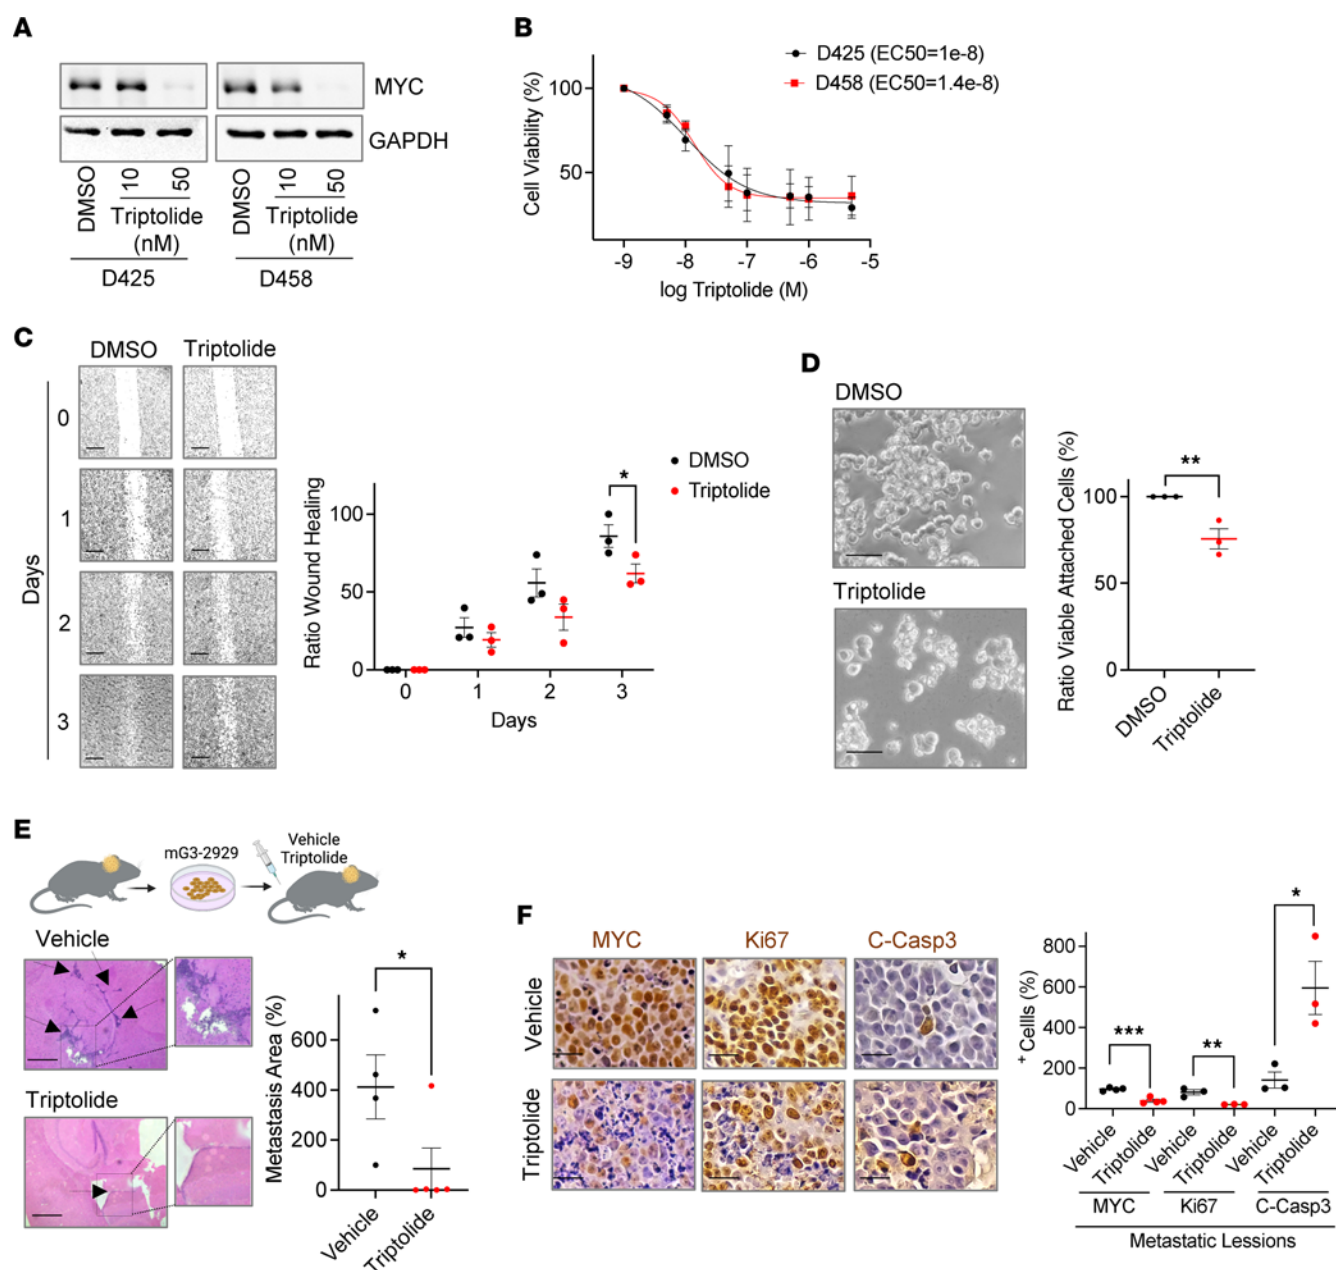 A
MYC
GAPDH
DMSO
10
50
DMSO
10
50
Triptolide
(nM)
Triptolide
(nM)
D425
D458
B
D425 (EC50=1e-8)
D458 (EC50=1.4e-8)
Cell Viability (%)
100
50
-9
-8
-7
-6
-5
log Triptolide (M)
C
DMSO
Triptolide
Days
0
1
2
3
Ratio Wound Healing
100
50
0
DMSO
Triptolide
*
0
1
2
3
Days
D
DMSO
Triptolide
Ratio Viable Attached Cells (%)
100
50
0
**
DMSO
Triptolide
E
mG3-2929
Vehicle
Triptolide
Vehicle
Triptolide
Metastasis Area (%)
600
400
600
0
*
Vehicle
Triptolide
F
MYC
Ki67
C-Casp3
Vehicle
Triptolide
+Cellls (%)
800
600
400
200
0
***
**
*
Vehicle
Triptolide
Vehicle
Triptolide
Vehicle
Triptolide
MYC
Ki67
C-Casp3
Metastatic Lessions